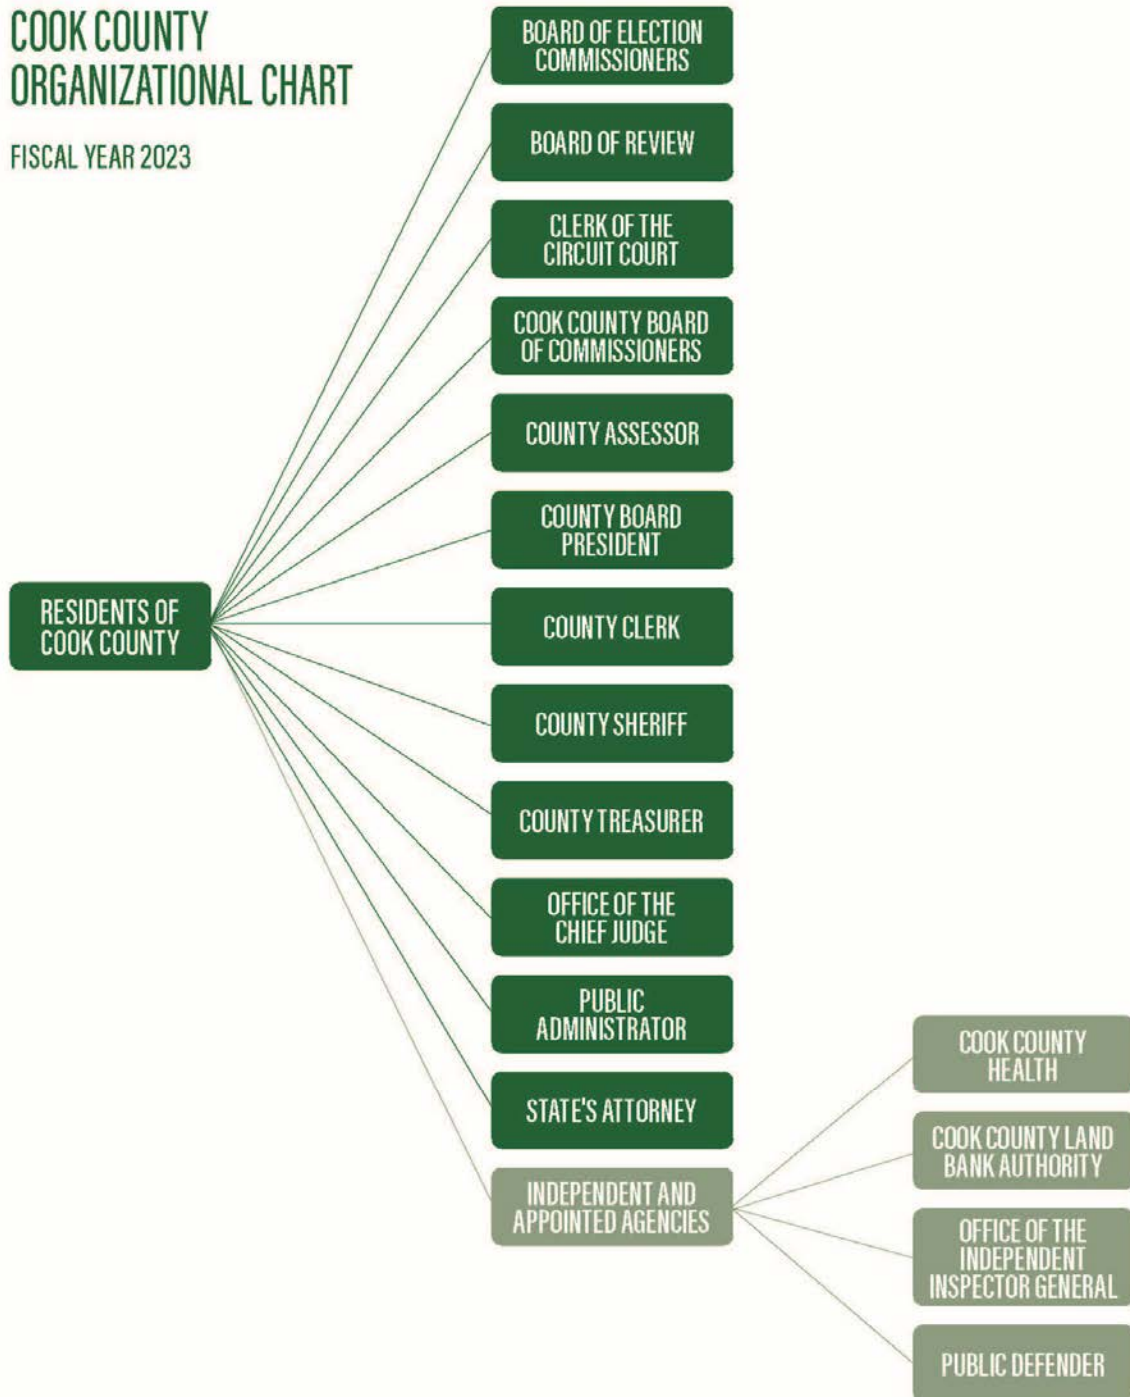 COOK COUNTY
ORGANIZATIONAL CHART
FISCAL YEAR 2023
BOARD OF ELECTION
COMMISSIONERS
BOARD OF REVIEW
CLERK OF THE
CIRCUIT COURT
COOK COUNTY BOARD
OF COMMISSIONERS
COUNTY ASSESSOR
COUNTY BOARD
PRESIDENT
RESIDENTS OF
COOK COUNTY
COUNTY CLERK
COUNTY SHERIFF
COUNTY TREASURER
OFFICE OF THE
CHIEF JUDGE
PUBLIC
ADMINISTRATOR
STATE'S ATTORNEY
INDEPENDENT AND
APPOINTED AGENCIES
COOK COUNTY
HEALTH
COOK COUNTY LAND
BANK AUTHORITY
OFFICE OF THE
INDEPENDENT
INSPECTOR GENERAL
PUBLIC DEFENDER